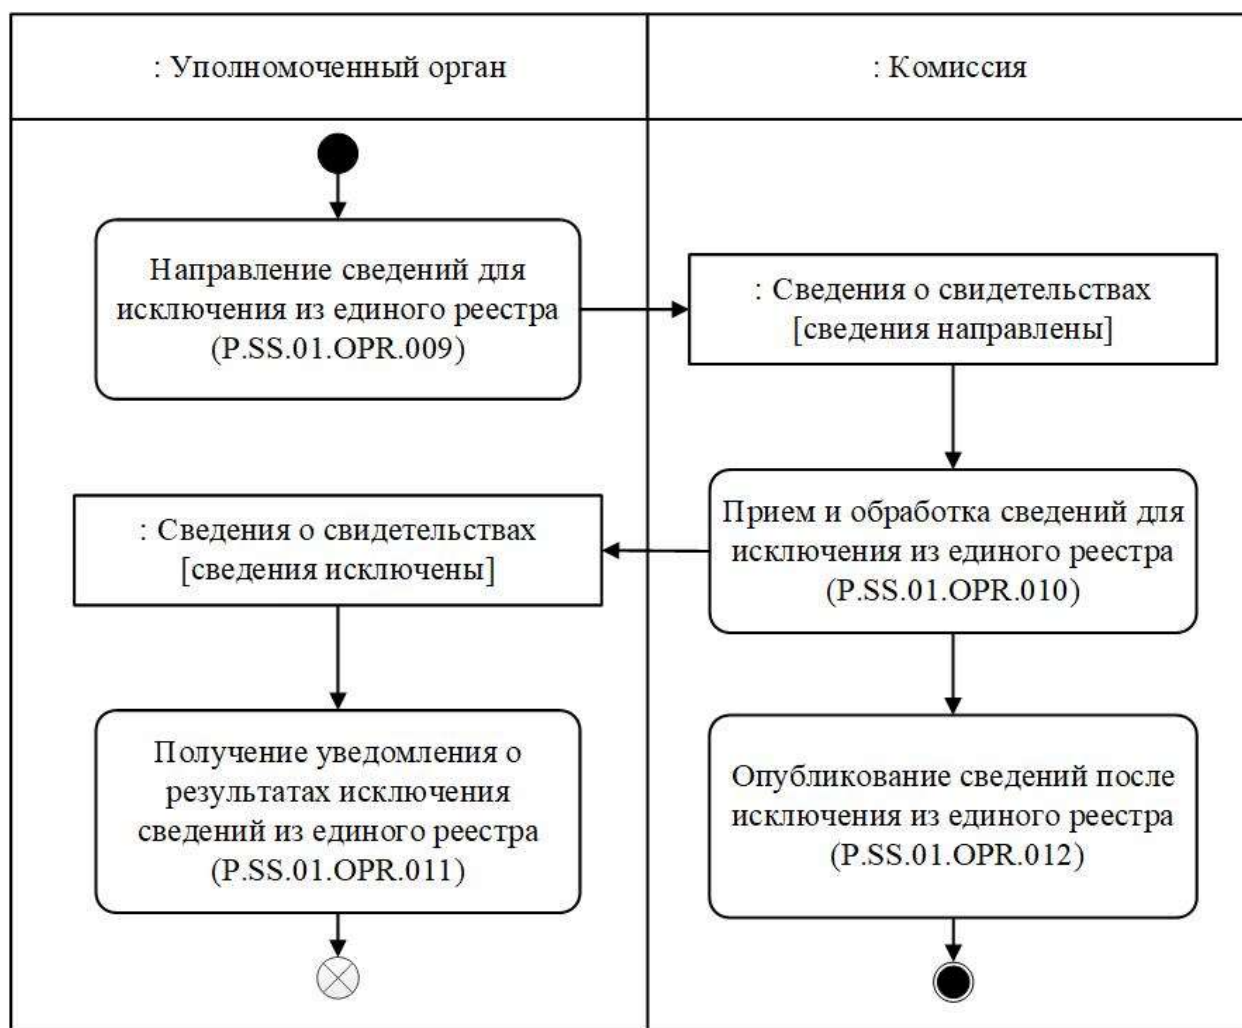 : Уполномоченный орган
: Комиссия
Направление сведений для
исключения из единого реестра
(P.SS.01.OPR.009)
: Сведения о свидетельствах
[сведения направлены]
Прием и обработка сведений для
исключения из единого реестра
(P.SS.01.OPR.010)
: Сведения о свидетельствах
[сведения исключены]
Получение уведомления о
результатах исключения
сведений из единого реестра
(P.SS.01.OPR.011)
Опубликование сведений после
исключения из единого реестра
(P.SS.01.OPR.012)